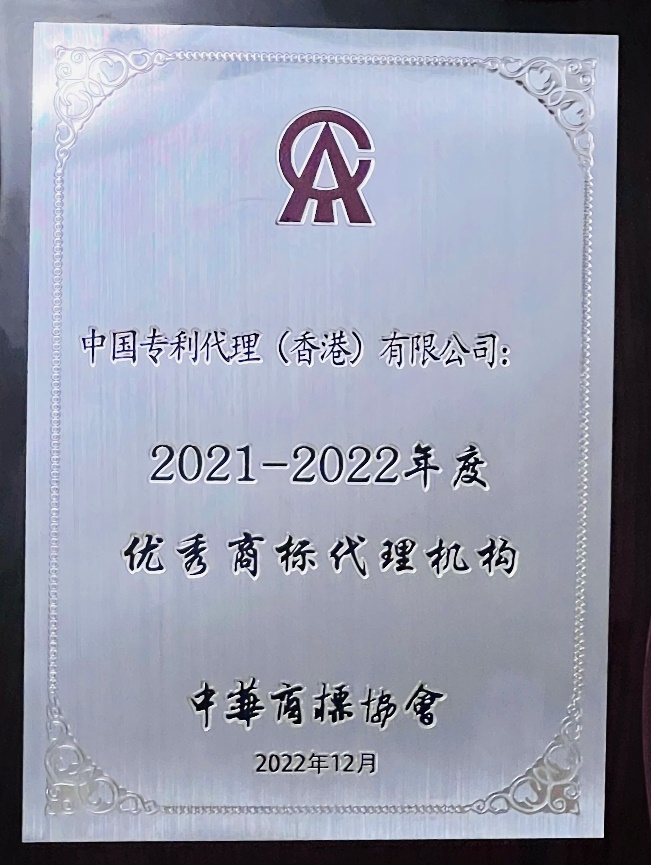 中国专利代理（香港）有限公司：
2021-2022年度
优秀商标代理机构
中華商標協會
2022年12月